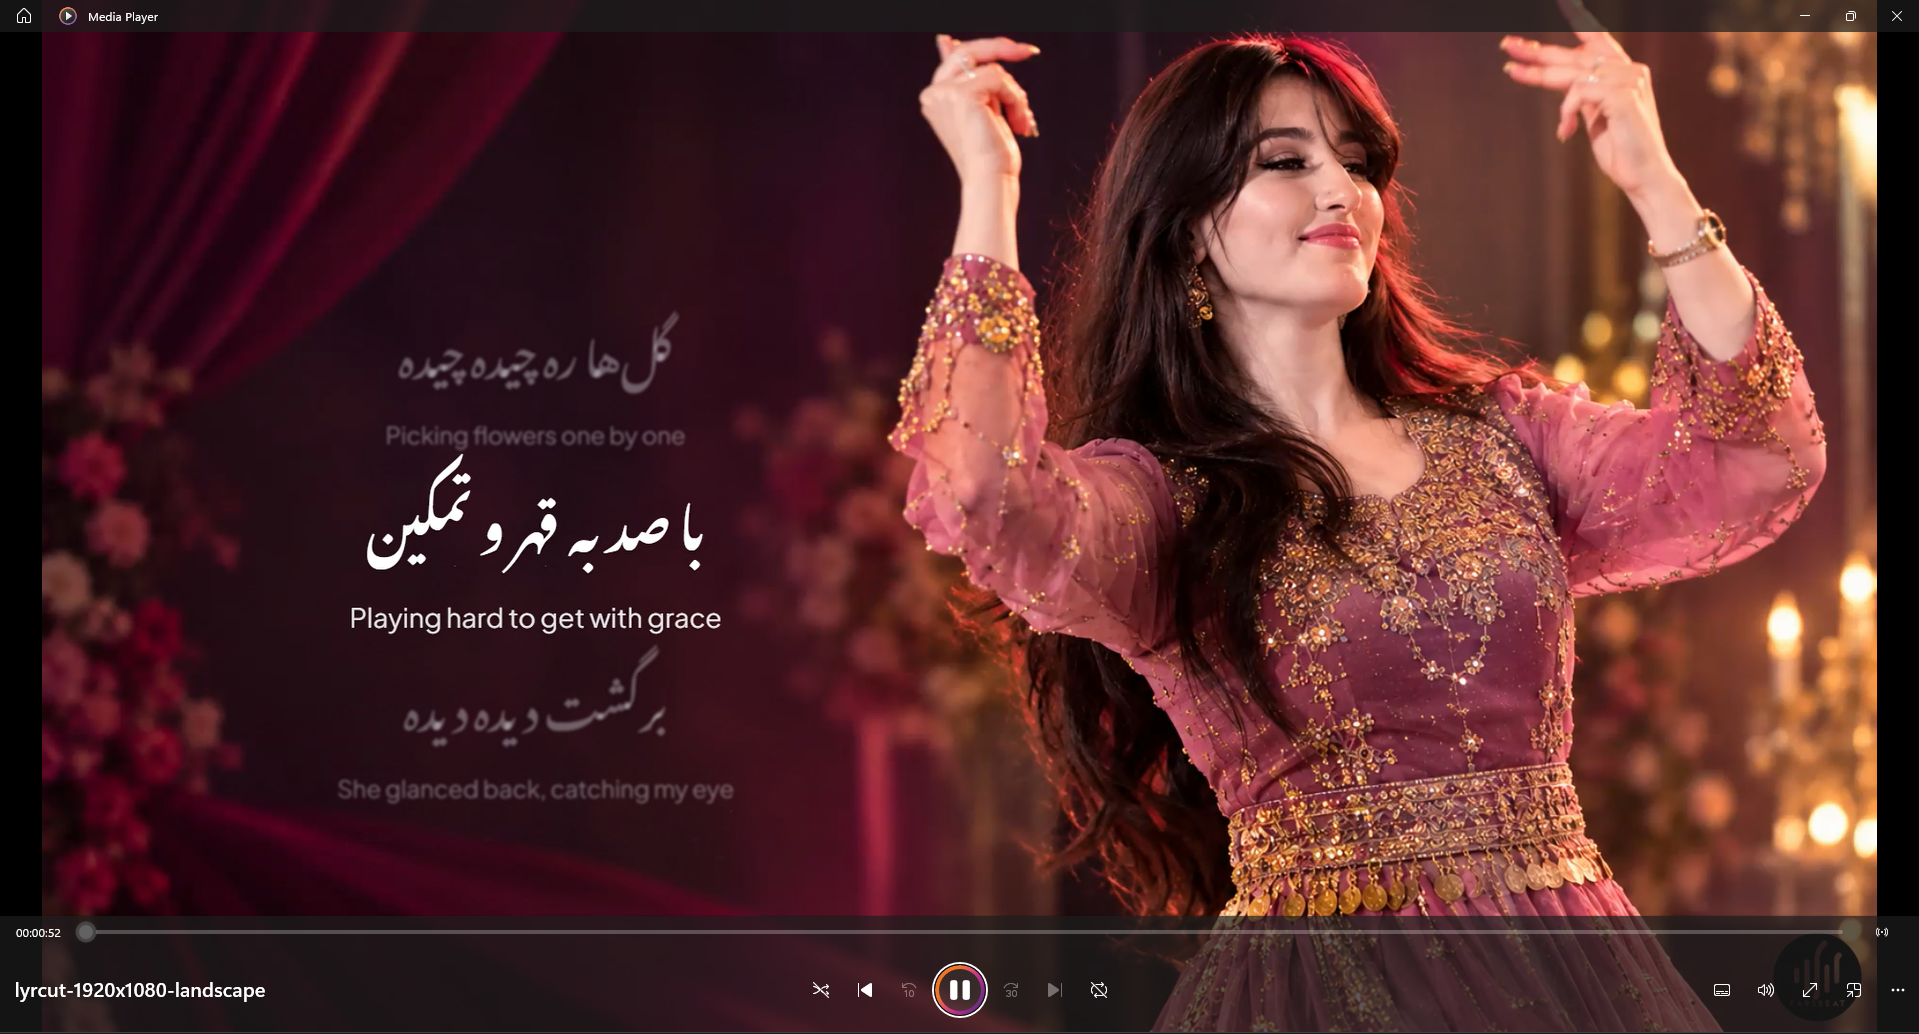 Media Player
گل‌ها ره چیده چیده
Picking flowers one by one
با صد به قهر و تمکین
Playing hard to get with grace
برگشت دیده دیده
She glanced back, catching my eye
00:00:52
lyrcut-1920x1080-landscape
10
30